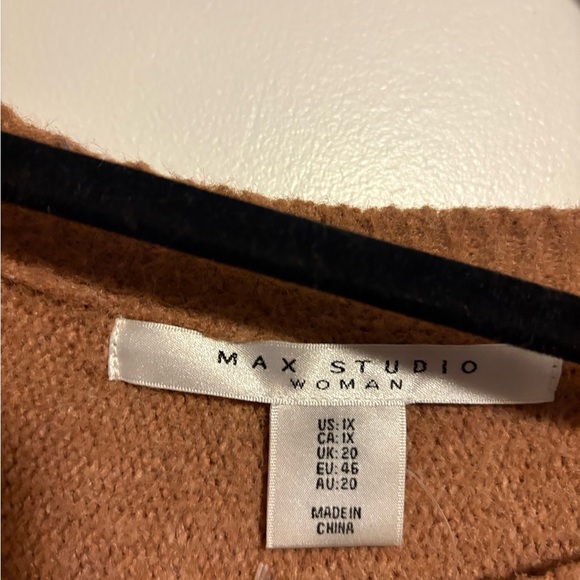 MAX STUDIO
WOMAN
US: 1X
CA: 1X
UK: 20
EU: 46
AU: 20
MADE IN
CHINA